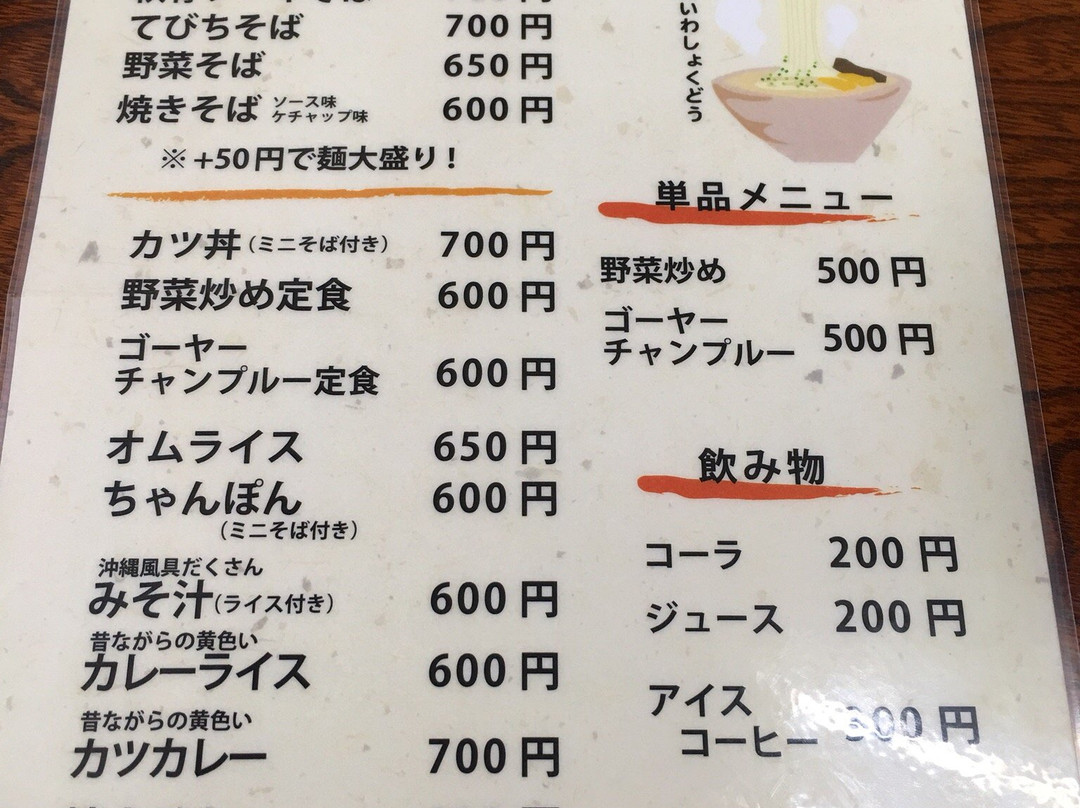 てびちそば 700円
野菜そば 650円
焼きそば ソース味 ケチャップ味 600円
※+50円で麺大盛り!
カツ丼(ミニそば付き) 700円
野菜炒め定食 600円
ゴーヤー
チャンプルー定食 600円
オムライス 650円
ちゃんぽん 600円
(ミニそば付き)
沖縄風具だくさん
みそ汁(ライス付き) 600円
昔ながらの黄色い
カレーライス 600円
昔ながらの黄色い
カツカレー 700円
いわしょくどう
単品メニュー
野菜炒め 500円
ゴーヤー
チャンプルー 500円
飲み物
コーラ 200円
ジュース 200円
アイス
コーヒー 300円